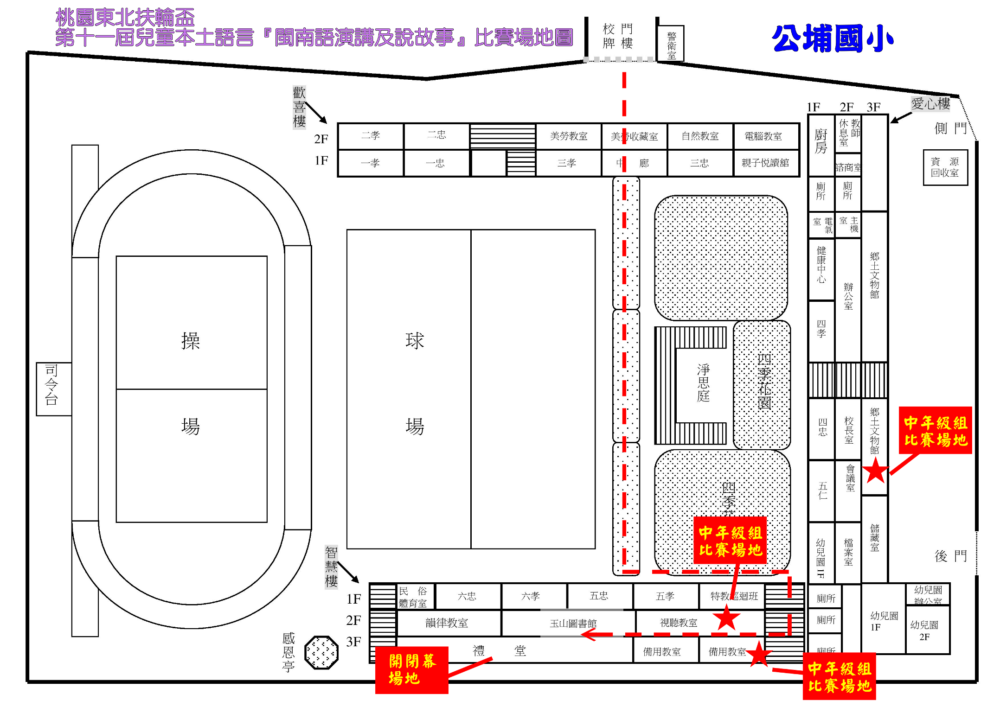 桃園東北扶輪盃
第十一屆兒童本土語言『閩南語演講及說故事』比賽場地圖
公埔國小
校門
牌樓
警衛室
歡喜樓
2F
二孝
二忠
美勞教室
美勞收藏室
自然教室
電腦教室
1F
一孝
一忠
三孝
中廊
三忠
親子悅讀舘
1F
2F
3F
愛心樓
側門
資源
回收室
廚房
教師
休息室
諮商室
廁所
廁所
電氣
室
主機
室
健康中心
辦公室
鄉土文物館
四孝
四忠
校長室
鄉土文物館
中年級組
比賽場地
五仁
會議室
幼兒園1F
檔案室
儲藏室
後門
操場
球場
司令台
淨思庭
四季花園
四季花
中年級組
比賽場地
智慧樓
1F
民俗
體育室
六忠
六孝
五忠
五孝
特教巡迴班
2F
韻律教室
玉山圖書館
視聽教室
3F
禮堂
備用教室
備用教室
廁所
廁所
廁所
幼兒園
1F
幼兒園
辦公室
幼兒園
2F
感恩亭
開閉幕
場地
中年級組
比賽場地